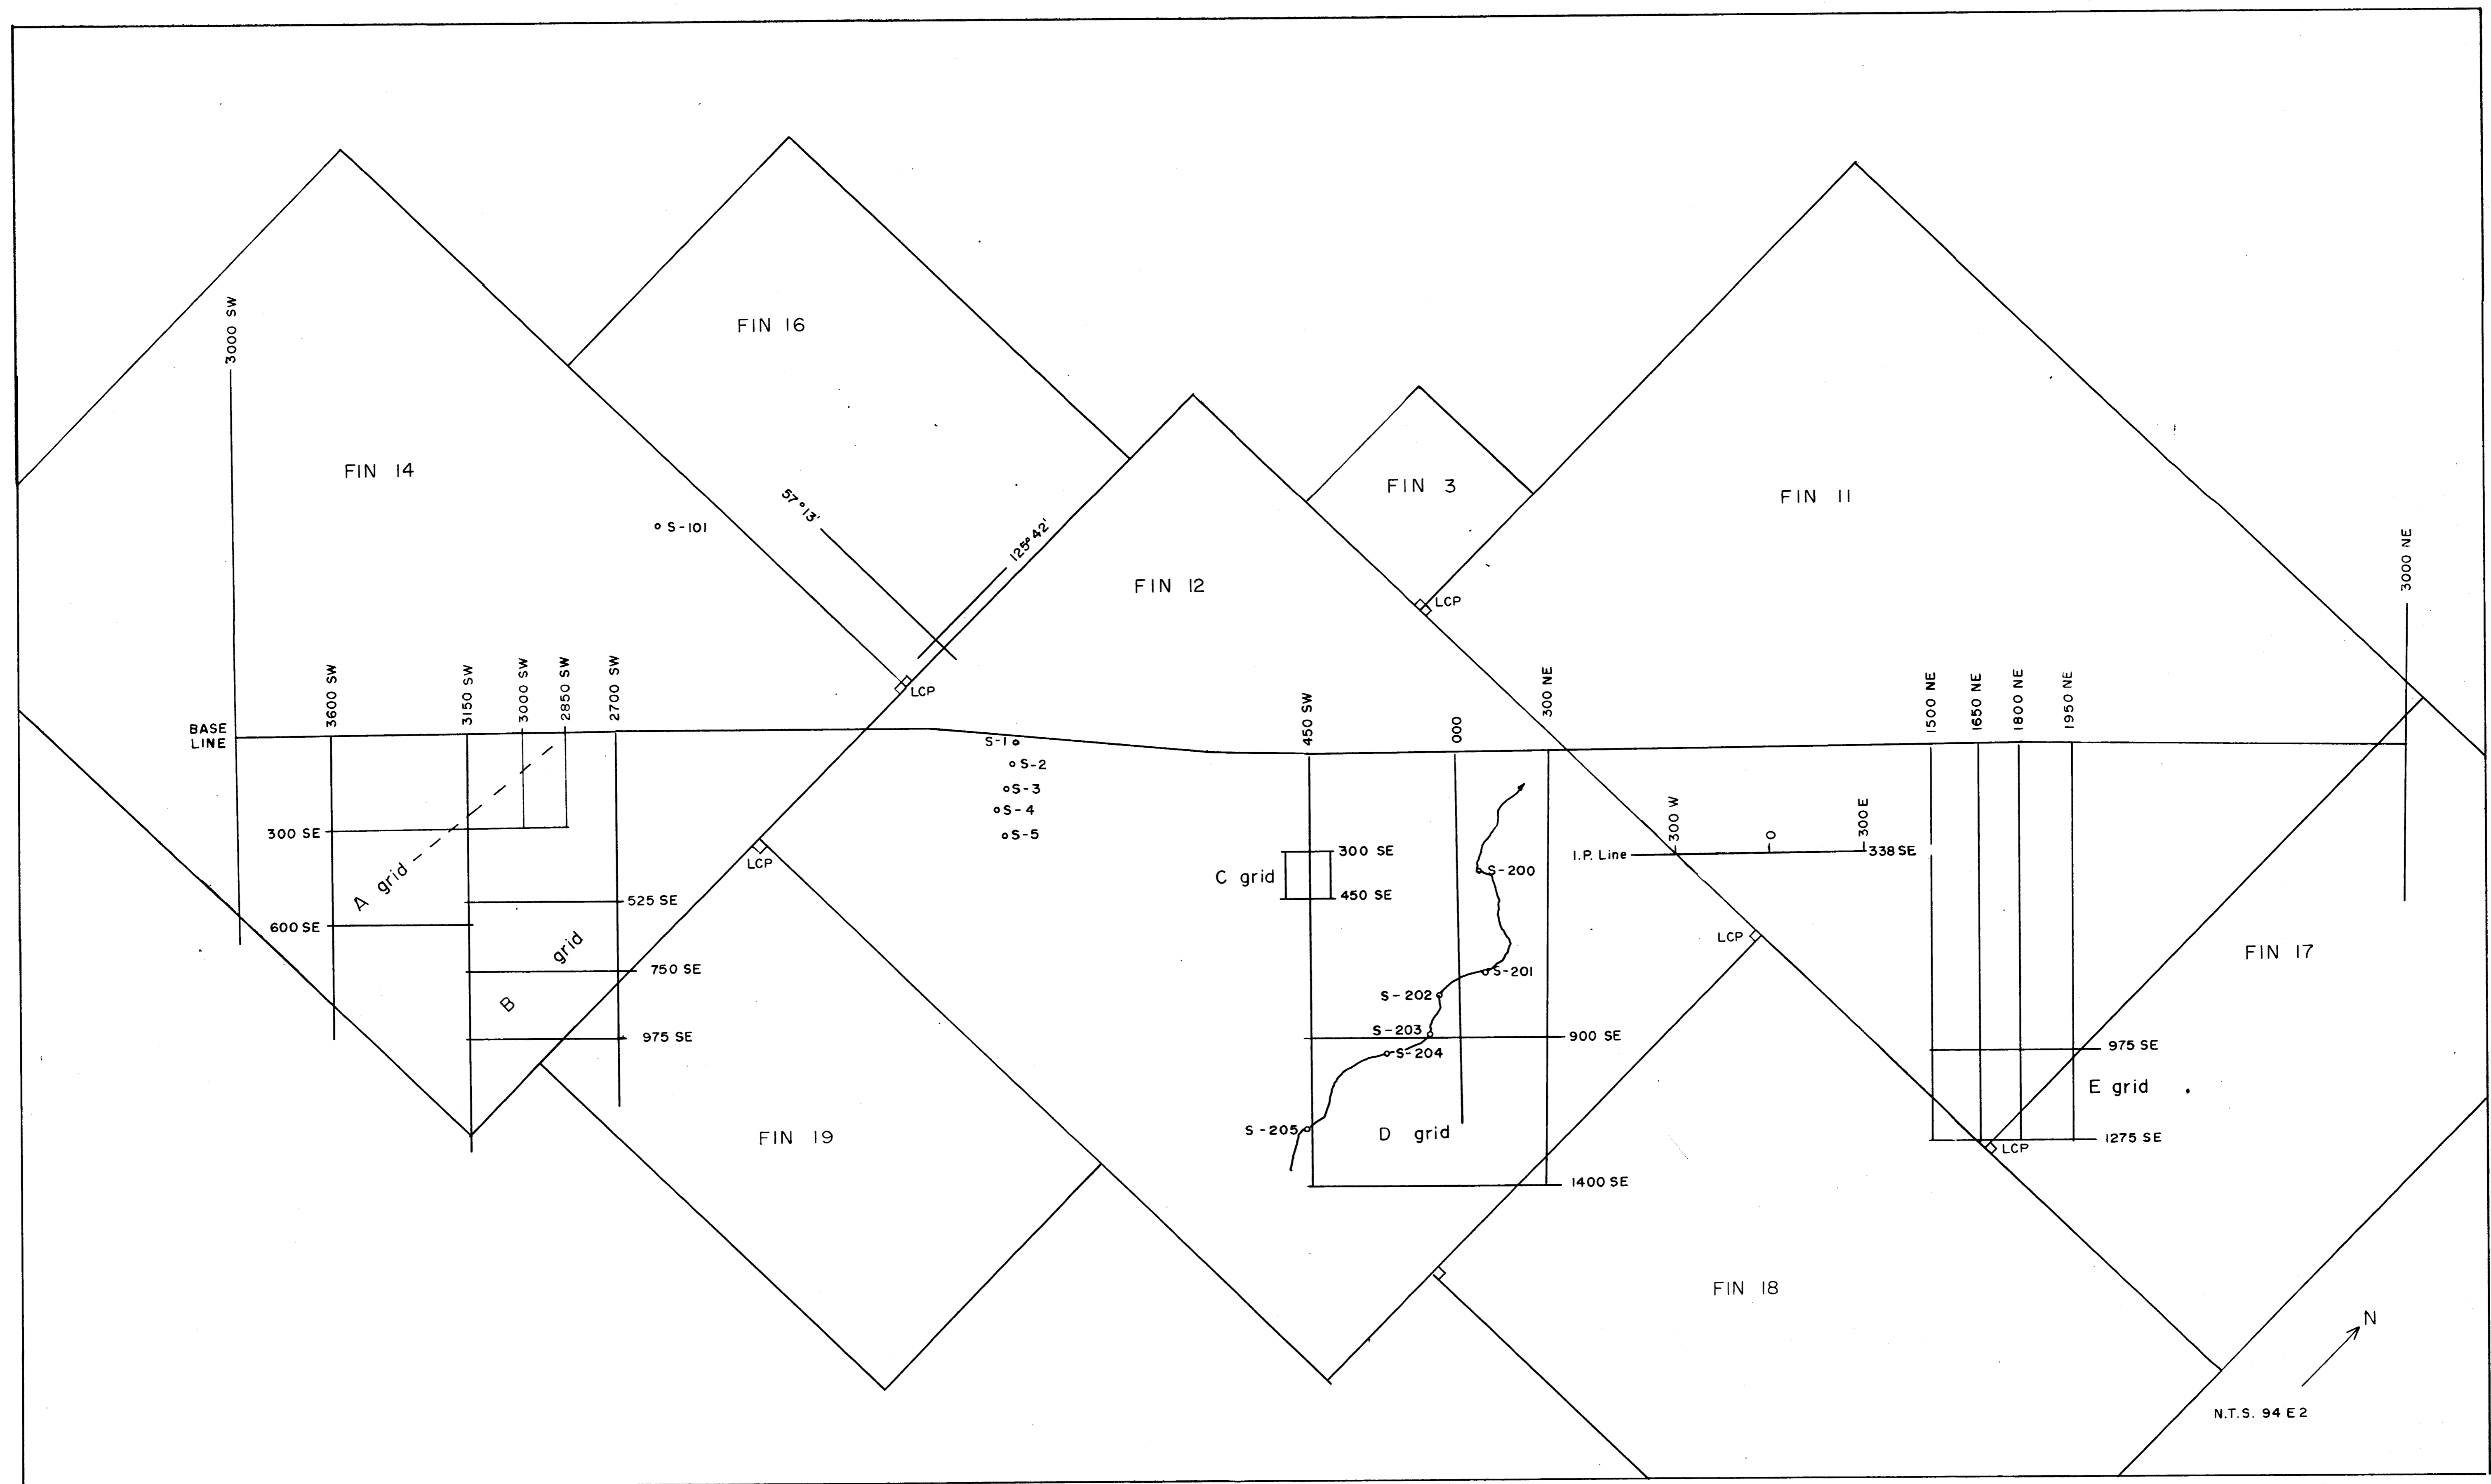 FIN 16
3000 SW
FIN 14
FIN 3
FIN 11
57°13'
S-101
125°42'
3000 NE
FIN 12
LCP
3600 SW
3150 SW
3000 SW
2850 SW
2700 SW
LCP
450 SW
000
300 NE
1500 NE
1650 NE
1800 NE
1950 NE
BASE
LINE
S-1
S-2
S-3
S-4
S-5
300 SE
300 W
0
300 E
I.P. Line
338 SE
LCP
300 SE
C grid
450 SE
S-200
A grid
525 SE
600 SE
B grid
750 SE
975 SE
LCP
FIN 17
S-201
S-202
S-203
900 SE
S-204
975 SE
E grid
S-205
D grid
1275 SE
LCP
FIN 19
1400 SE
FIN 18
N
N.T.S. 94 E 2